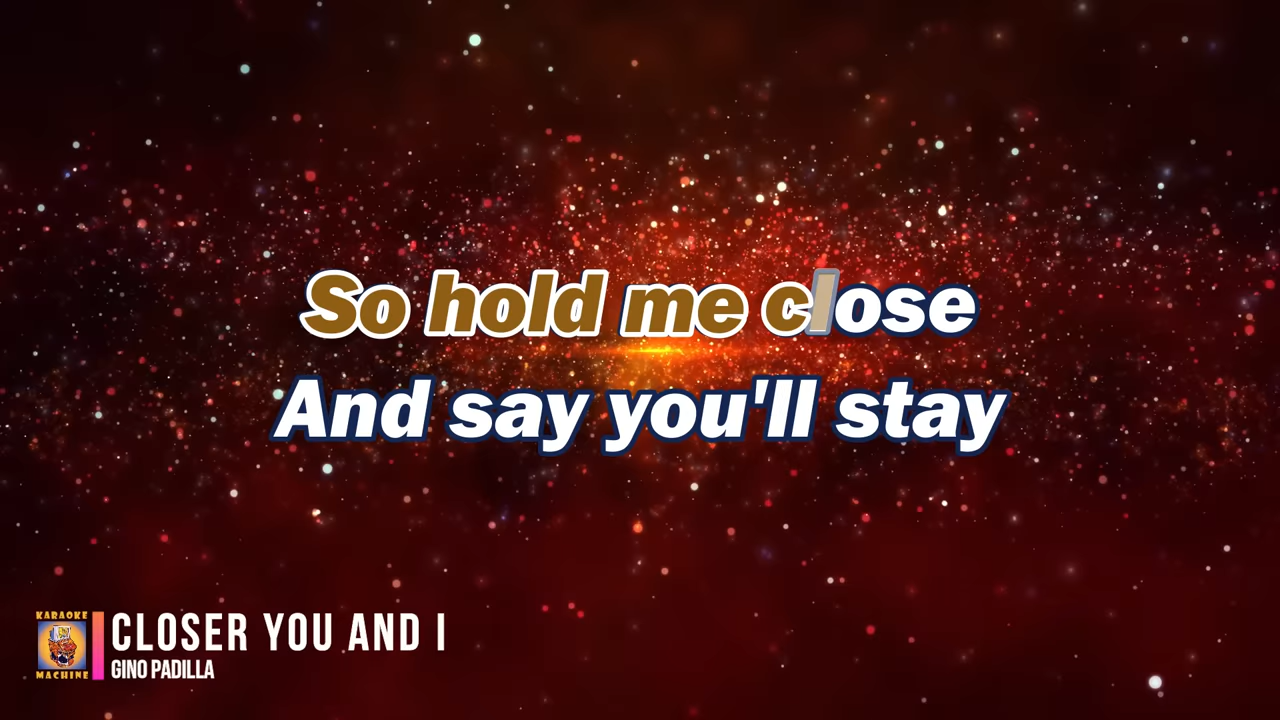 So hold me close
And say you'll stay
KARAOKE
MACHINE
CLOSER YOU AND I
GINO PADILLA